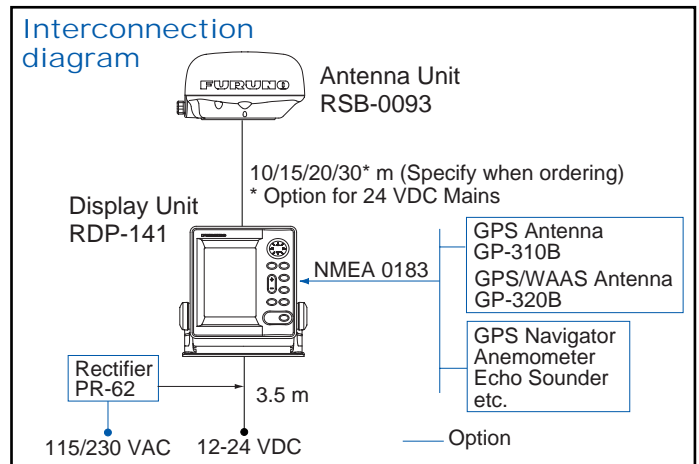 Interconnection
diagram
FURUNO
Antenna Unit
RSB-0093
10/15/20/30* m (Specify when ordering)
* Option for 24 VDC Mains
Display Unit
RDP-141
NMEA 0183
GPS Antenna
GP-310B
GPS/WAAS Antenna
GP-320B
GPS Navigator
Anemometer
Echo Sounder
etc.
Rectifier
PR-62
3.5 m
115/230 VAC
12-24 VDC
Option